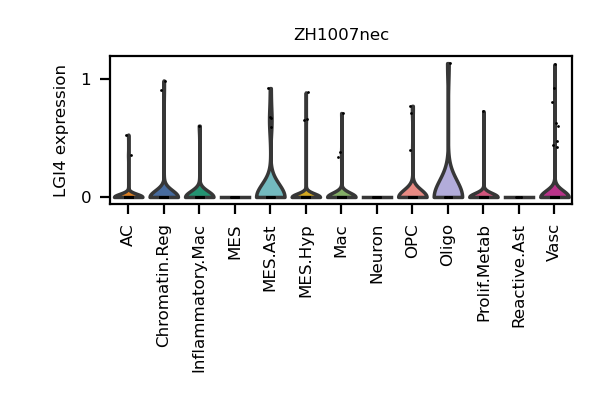 ZH1007nec
LGI4 expression
1
0
AC
Chromatin.Reg
Inflammatory.Mac
MES
MES.Ast
MES.Hyp
Mac
Neuron
OPC
Oligo
Prolif.Metab
Reactive.Ast
Vasc